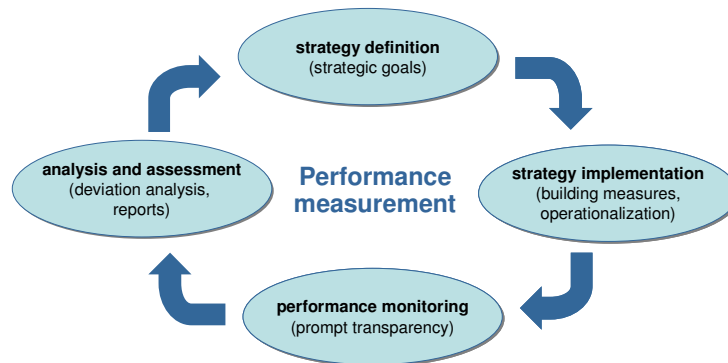 strategy definition
(strategic goals)
analysis and assessment
(deviation analysis,
reports)
Performance
measurement
strategy implementation
(building measures,
operationalization)
performance monitoring
(prompt transparency)